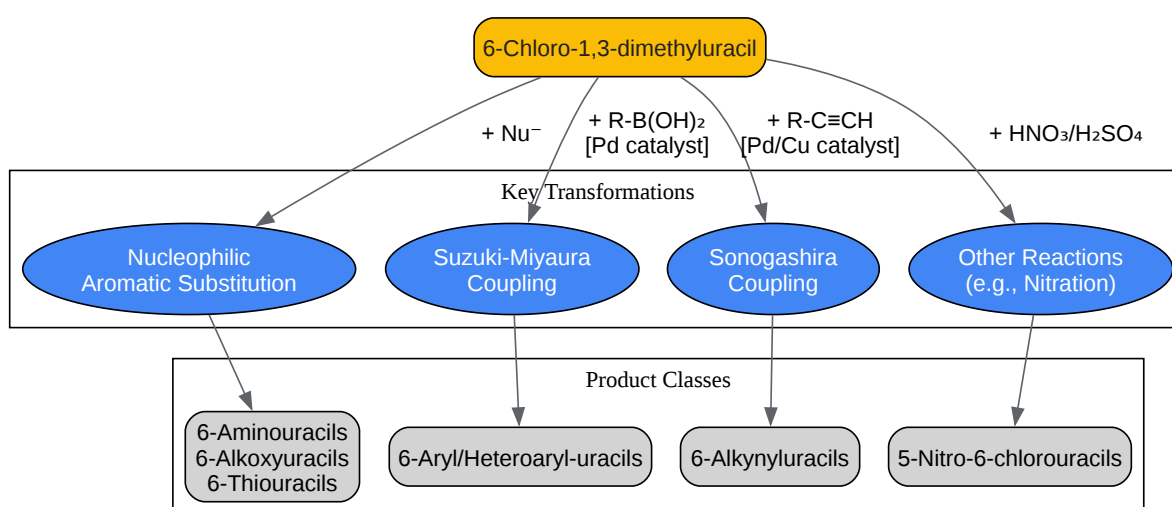 6-Chloro-1,3-dimethyluracil
+ Nu⁻
+ R-B(OH)₂
[Pd catalyst]
+ R-C≡CH
[Pd/Cu catalyst]
+ HNO₃/H₂SO₄
Key Transformations
Nucleophilic
Aromatic Substitution
Suzuki-Miyaura
Coupling
Sonogashira
Coupling
Other Reactions
(e.g., Nitration)
Product Classes
6-Aminouracils
6-Alkoxyuracils
6-Thiouracils
6-Aryl/Heteroaryl-uracils
6-Alkynyluracils
5-Nitro-6-chlorouracils